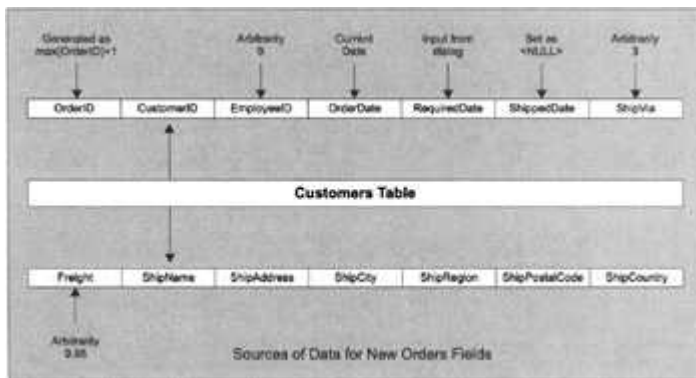 Generated as Arbitrarily Current Input from Set as Arbitrarily
max(OrderID)+1 9 Date dialog <NULL> 3
OrderID CustomerID EmployeeID OrderDate RequiredDate ShippedDate ShipVia
Customers Table
Freight ShipName ShipAddress ShipCity ShipRegion ShipPostalCode ShipCountry
Arbitrarily
9.95
Sources of Data for New Orders Fields